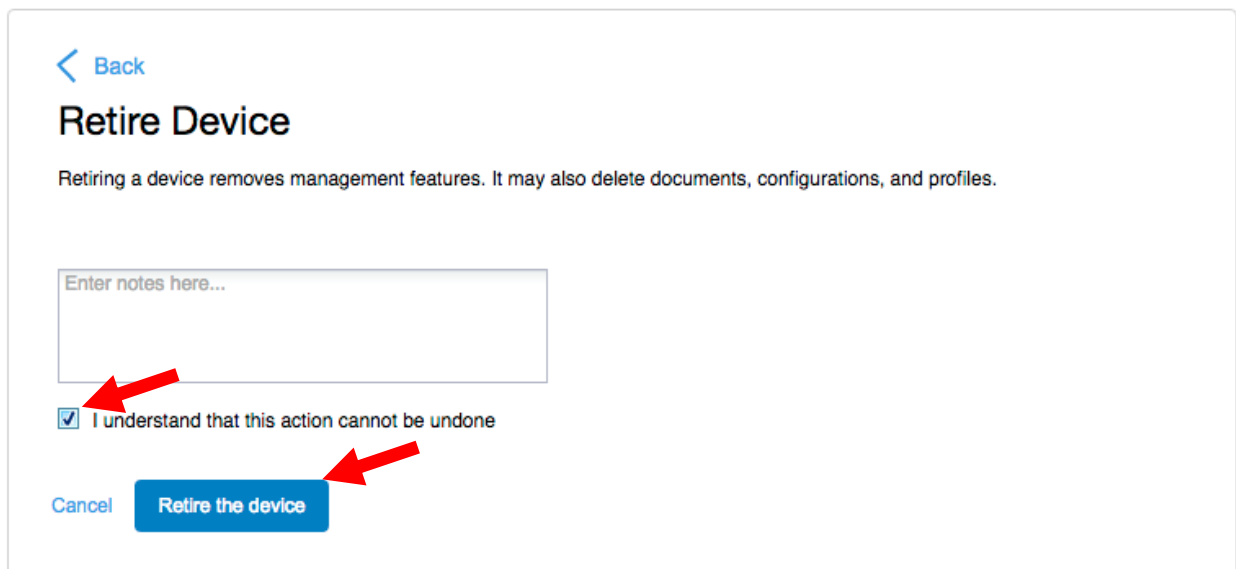 Back
Retire Device
Retiring a device removes management features. It may also delete documents, configurations, and profiles.
Enter notes here...
I understand that this action cannot be undone
Cancel Retire the device